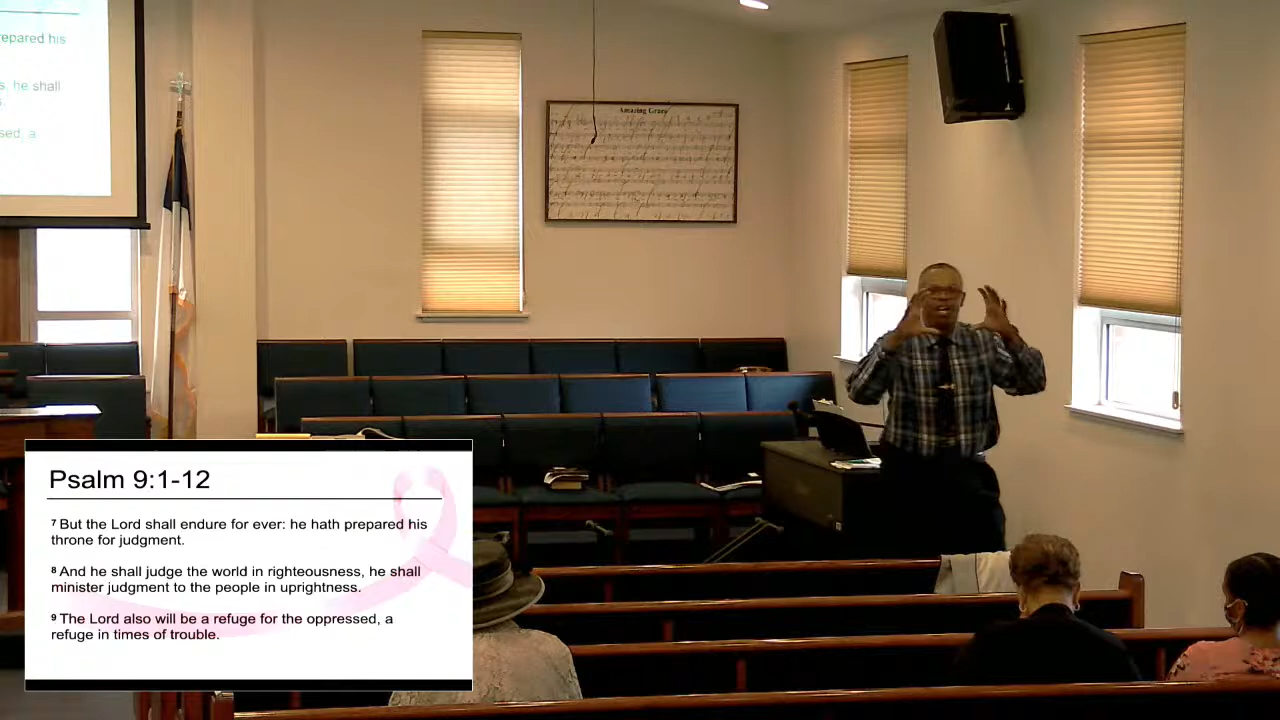 epared his
s, he shall
sed, a
Amazing Grace
Psalm 9:1-12
7 But the Lord shall endure for ever: he hath prepared his
throne for judgment.
8 And he shall judge the world in righteousness, he shall
minister judgment to the people in uprightness.
9 The Lord also will be a refuge for the oppressed, a
refuge in times of trouble.